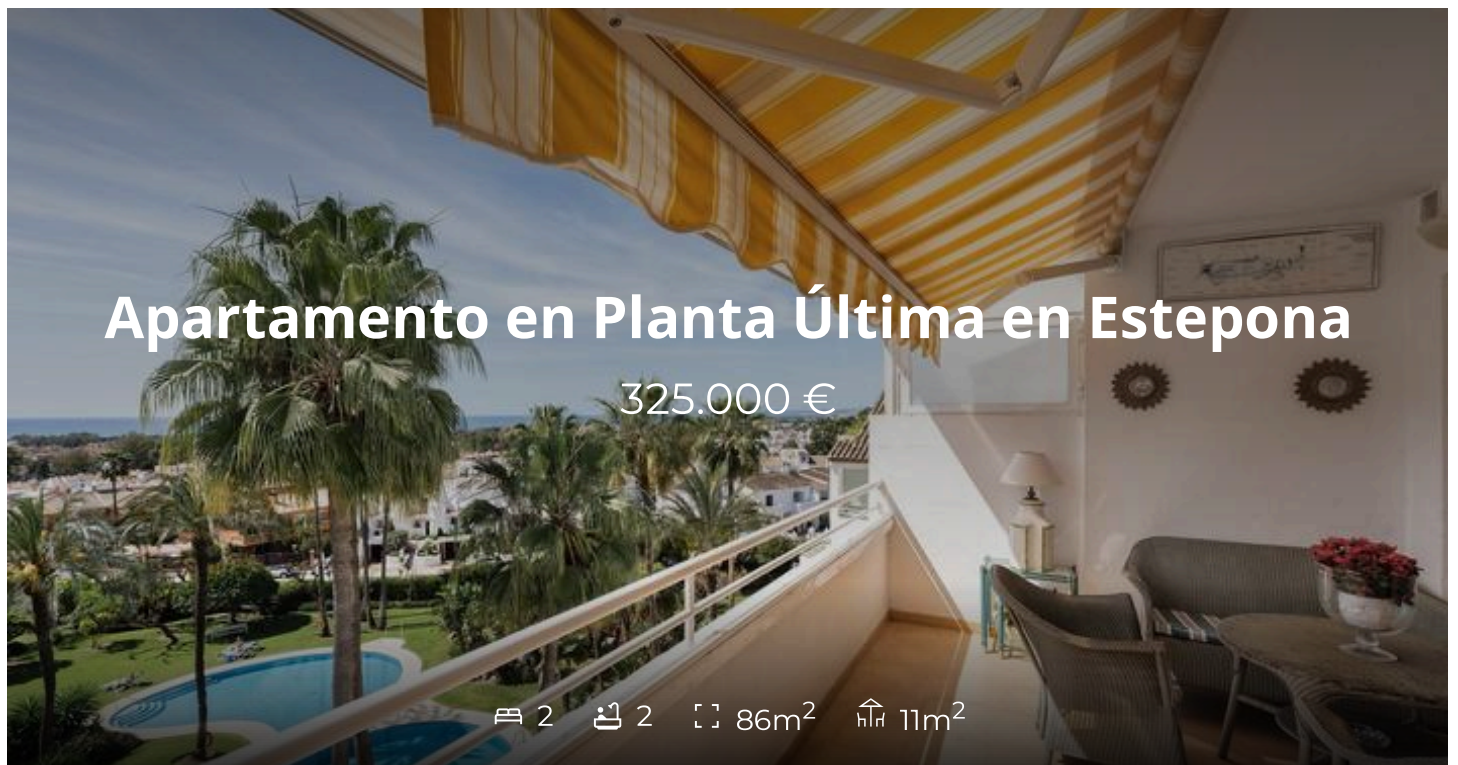 Apartamento en Planta Última en Estepona
325.000 €
2 2 86m² 11m²